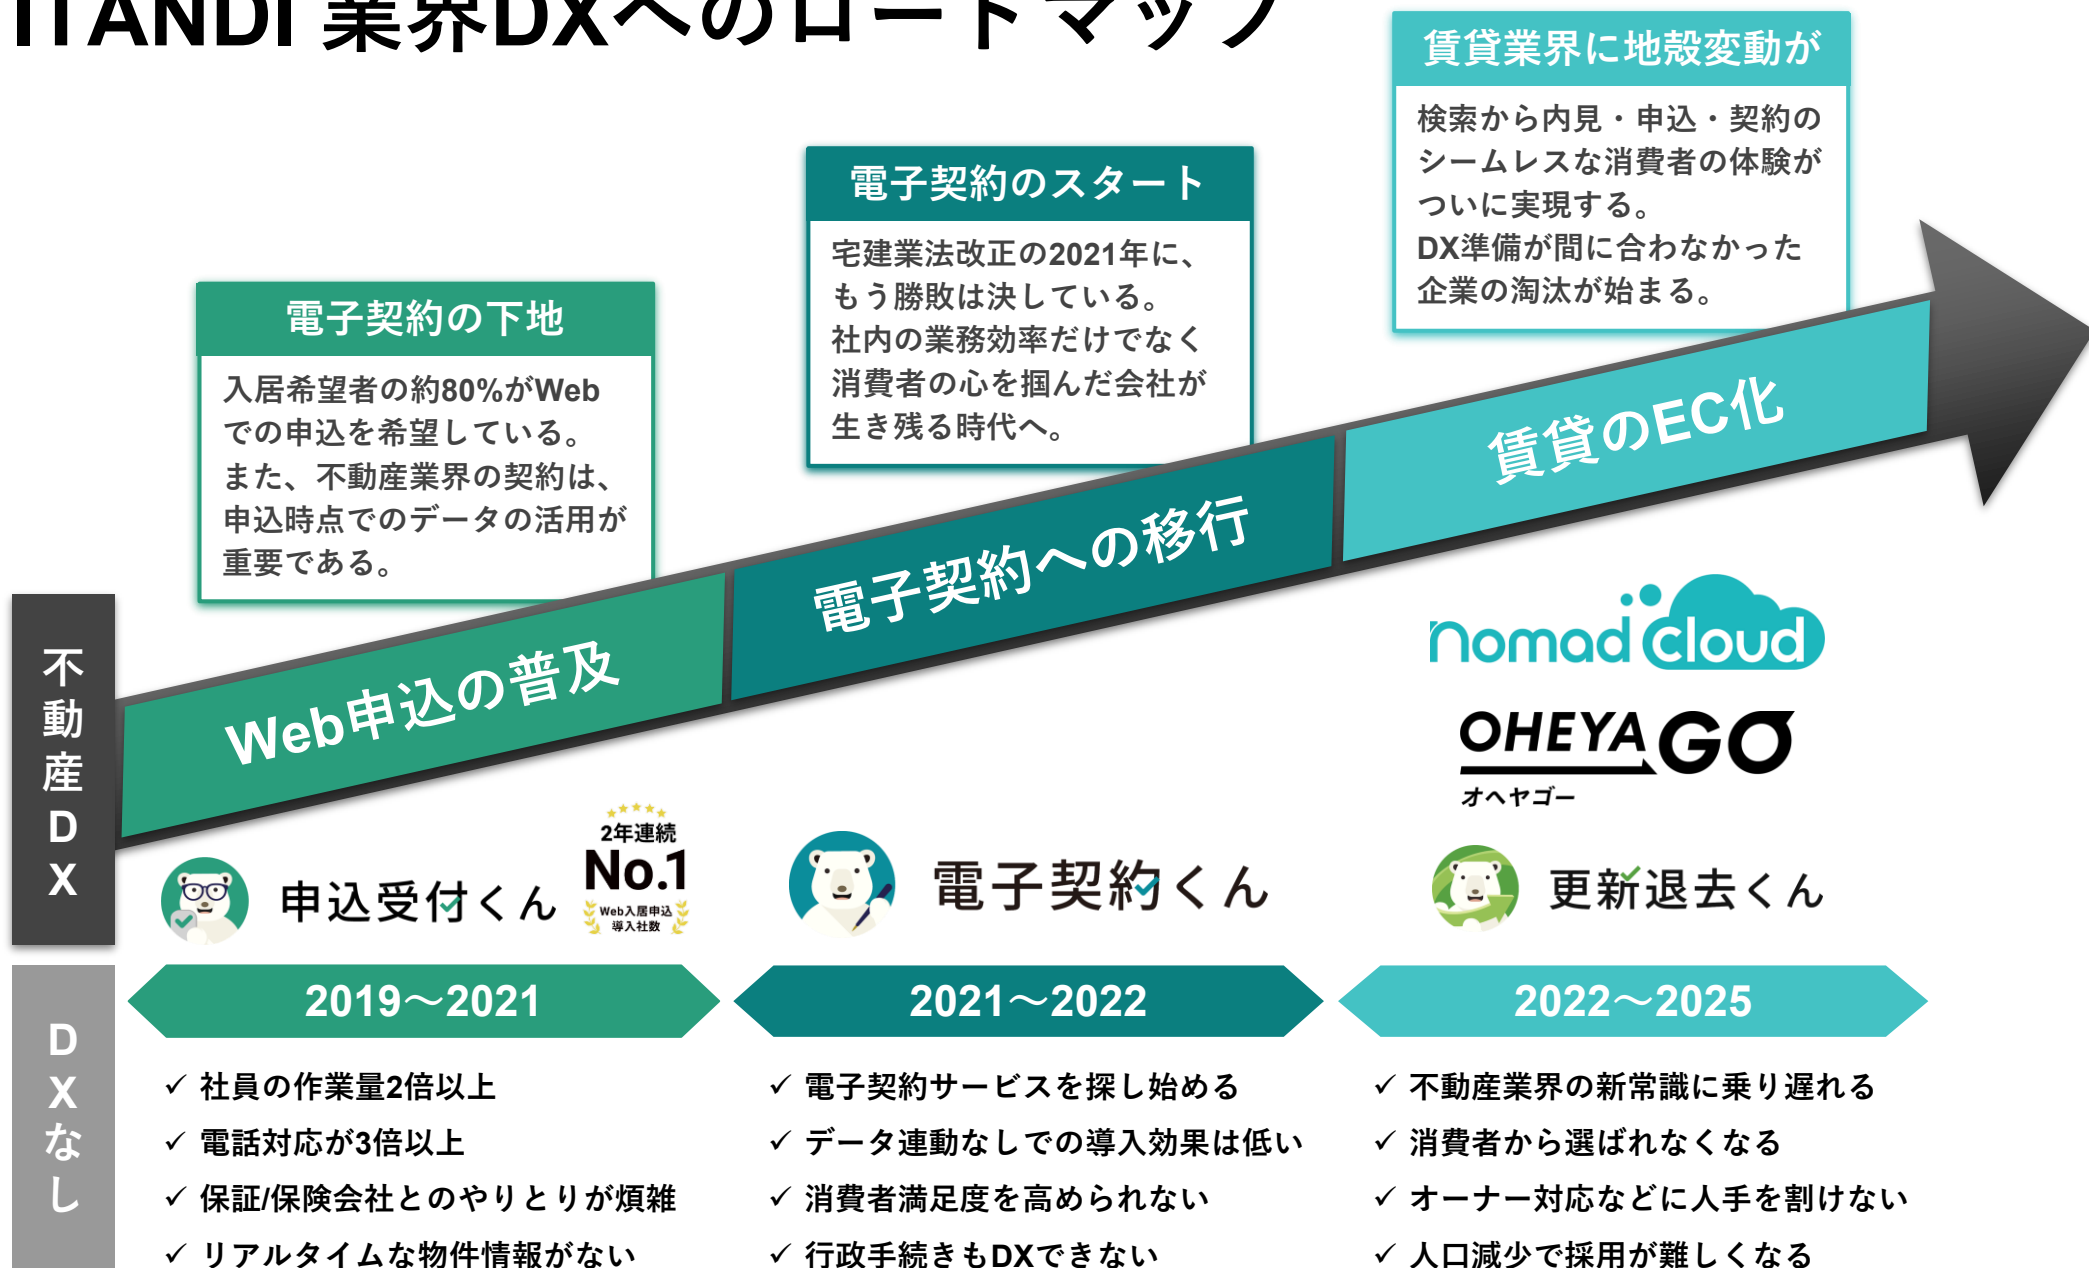 ITANDI 業界DXへのロードマップ
賃貸業界に地殻変動が
検索から内見・申込・契約の
シームレスな消費者の体験が
ついに実現する。
DX準備が間に合わなかった
企業の淘汰が始まる。
電子契約のスタート
宅建業法改正の2021年に、
もう勝敗は決している。
社内の業務効率だけでなく
消費者の心を掴んだ会社が
生き残る時代へ。
電子契約の下地
入居希望者の約80%がWeb
での申込を希望している。
また、不動産業界の契約は、
申込時点でのデータの活用が
重要である。
不動産DX
Web申込の普及
電子契約への移行
賃貸のEC化
nomad cloud
OHEYAGO
オヘヤゴー
申込受付くん
2年連続
No.1
Web入居申込
導入社数
電子契約くん
更新退去くん
DXなし
2019〜2021
✓ 社員の作業量2倍以上
✓ 電話対応が3倍以上
✓ 保証/保険会社とのやりとりが煩雑
✓ リアルタイムな物件情報がない
2021〜2022
✓ 電子契約サービスを探し始める
✓ データ連動なしでの導入効果は低い
✓ 消費者満足度を高められない
✓ 行政手続きもDXできない
2022〜2025
✓ 不動産業界の新常識に乗り遅れる
✓ 消費者から選ばれなくなる
✓ オーナー対応などに人手を割けない
✓ 人口減少で採用が難しくなる